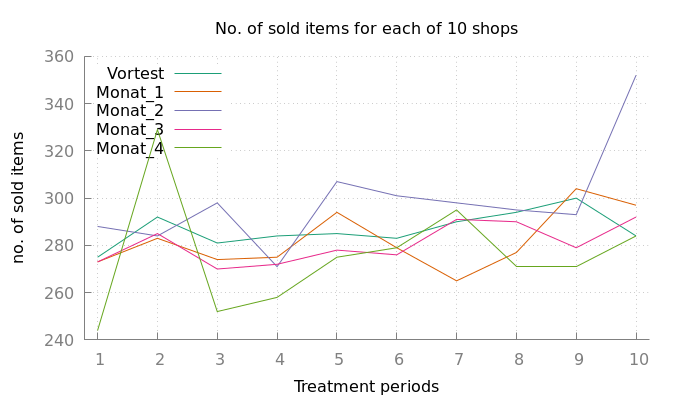 No. of sold items for each of 10 shops
360
340
320
300
280
260
240
no. of sold items
Vortest
Monat_1
Monat_2
Monat_3
Monat_4
1 2 3 4 5 6 7 8 9 10
Treatment periods